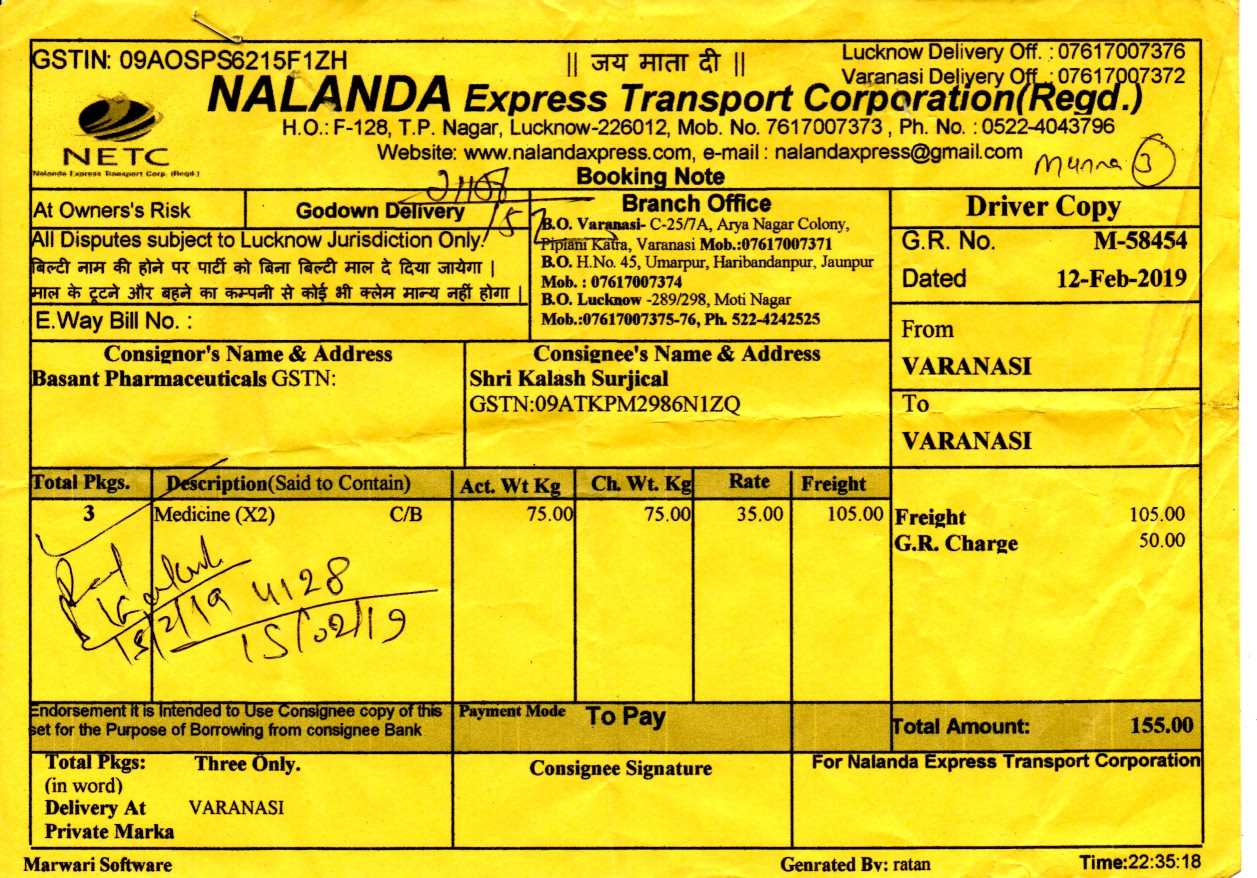 GSTIN: 09AOSPS6215F1ZH
|| जय माता दी ||
Lucknow Delivery Off. : 07617007376
Varanasi Delivery Off. : 07617007372
NALANDA Express Transport Corporation(Regd.)
H.O.: F-128, T.P. Nagar, Lucknow-226012, Mob. No. 7617007373 , Ph. No. : 0522-4043796
NETC
Website: www.nalandaxpress.com, e-mail : nalandaxpress@gmail.com
Munna 3
Nalanda Express Transport Corp. (Regd.)
Booking Note
At Owners's Risk
Godown Delivery
Branch Office
Driver Copy
B.O. Varanasi- C-25/7A, Arya Nagar Colony,
Piplani Katra, Varanasi Mob.:07617007371
B.O. H.No. 45, Umarpur, Haribandanpur, Jaunpur
Mob. : 07617007374
B.O. Lucknow -289/298, Moti Nagar
Mob.:07617007375-76, Ph. 522-4242525
All Disputes subject to Lucknow Jurisdiction Only.
बिल्टी नाम की होने पर पार्टी को बिना बिल्टी माल दे दिया जायेगा |
माल के टूटने और बहने का कम्पनी से कोई भी क्लेम मान्य नहीं होगा |
E.Way Bill No. :
G.R. No. M-58454
Dated 12-Feb-2019
From
VARANASI
To
VARANASI
Consignor's Name & Address
Basant Pharmaceuticals GSTN:
Consignee's Name & Address
Shri Kalash Surjical
GSTN:09ATKPM2986N1ZQ
Total Pkgs. Description(Said to Contain) Act. Wt Kg Ch. Wt. Kg Rate Freight
3 Medicine (X2) C/B 75.00 75.00 35.00 105.00
Freight 105.00
G.R. Charge 50.00
4128
15/02/19
Endorsement it is Intended to Use Consignee copy of this
set for the Purpose of Borrowing from consignee Bank
Payment Mode To Pay
Total Amount: 155.00
Total Pkgs: Three Only.
(in word)
Delivery At VARANASI
Private Marka
Consignee Signature
For Nalanda Express Transport Corporation
Marwari Software
Genrated By: ratan
Time:22:35:18